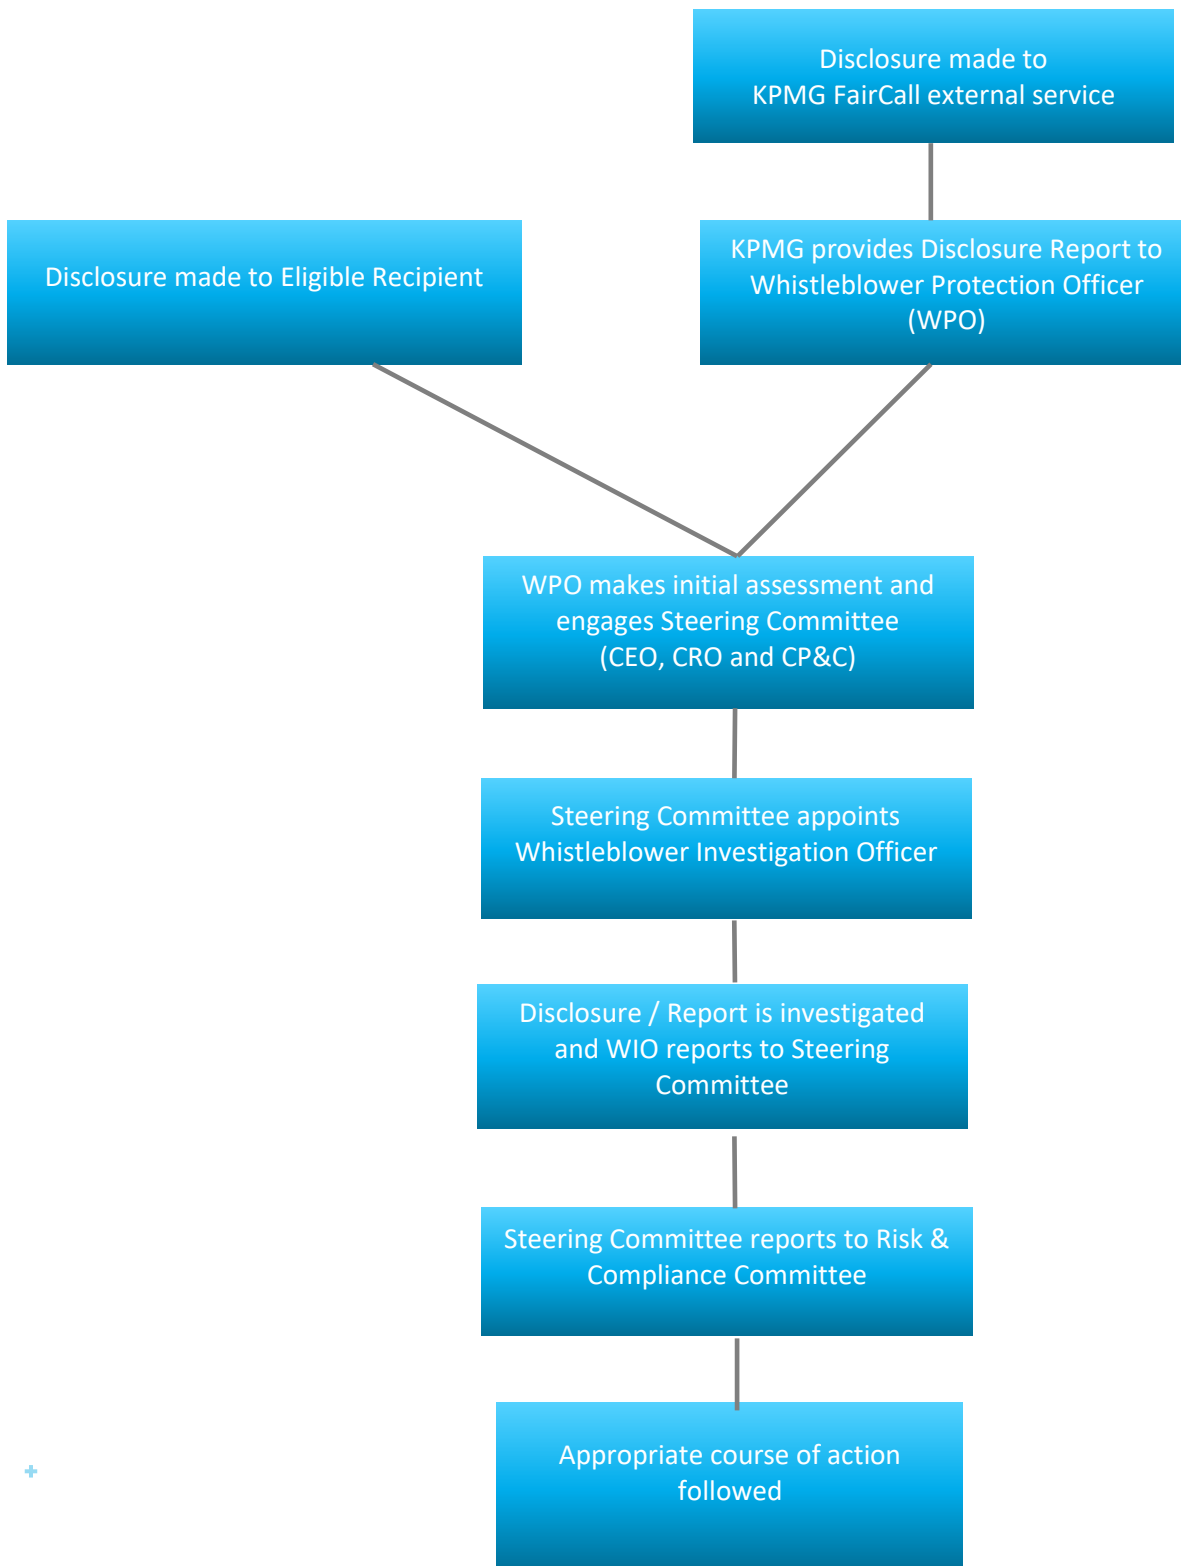 Disclosure made to
KPMG FairCall external service
Disclosure made to Eligible Recipient
KPMG provides Disclosure Report to
Whistleblower Protection Officer
(WPO)
WPO makes initial assessment and
engages Steering Committee
(CEO, CRO and CP&C)
Steering Committee appoints
Whistleblower Investigation Officer
Disclosure / Report is investigated
and WIO reports to Steering
Committee
Steering Committee reports to Risk &
Compliance Committee
Appropriate course of action
followed